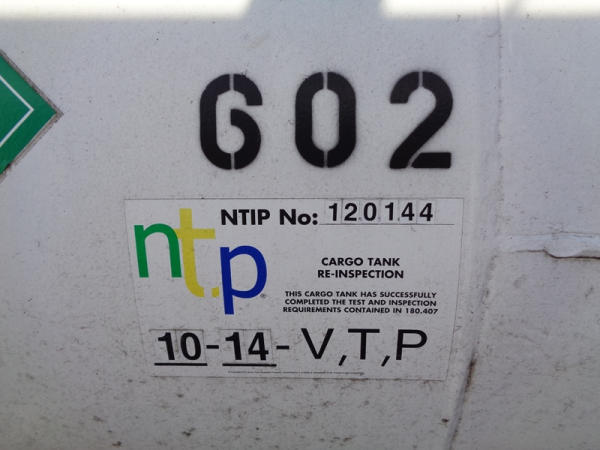 602
NTIP No: 120144
ntp
CARGO TANK
RE-INSPECTION
THIS CARGO TANK HAS SUCCESSFULLY
COMPLETED THE TEST AND INSPECTION
REQUIREMENTS CONTAINED IN 180.407
10-14-V,T,P